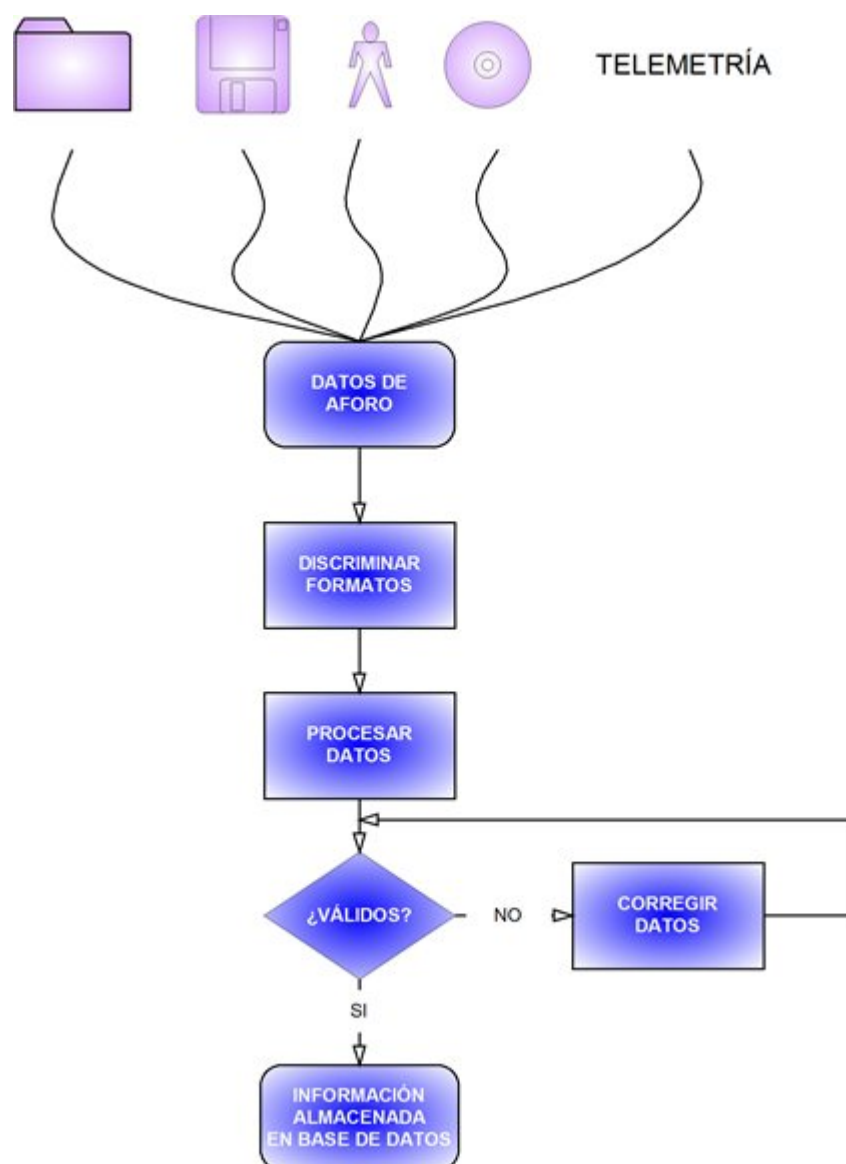 TELEMETRÍA
DATOS DE
AFORO
DISCRIMINAR
FORMATOS
PROCESAR
DATOS
¿VÁLIDOS?
NO
CORREGIR
DATOS
SI
INFORMACIÓN
ALMACENADA
EN BASE DE DATOS